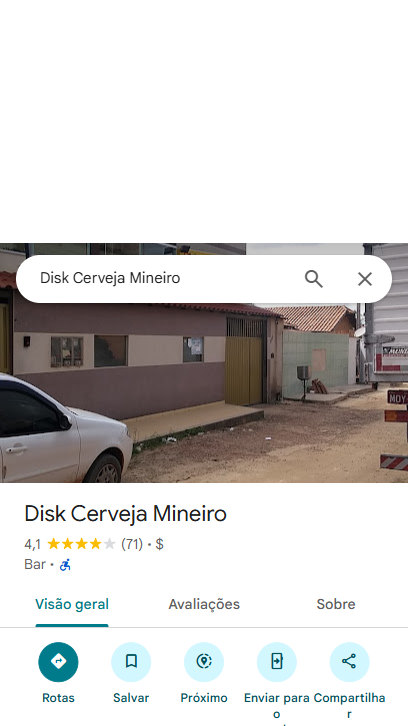 Disk Cerveja Mineiro
Disk Cerveja Mineiro
4,1 (71) • $
Bar •
Visão geral
Avaliações
Sobre
Rotas
Salvar
Próximo
Enviar para o
Compartilhar